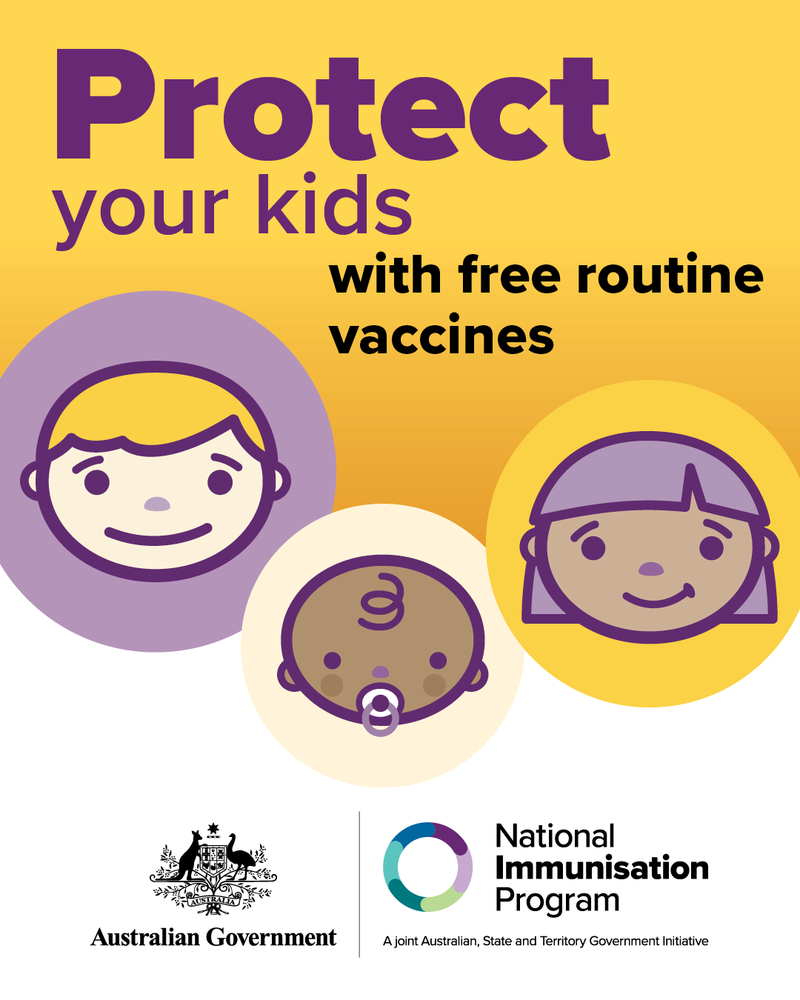 Protect
your kids
with free routine
vaccines
AUSTRALIA
Australian Government
National
Immunisation
Program
A joint Australian, State and Territory Government Initiative